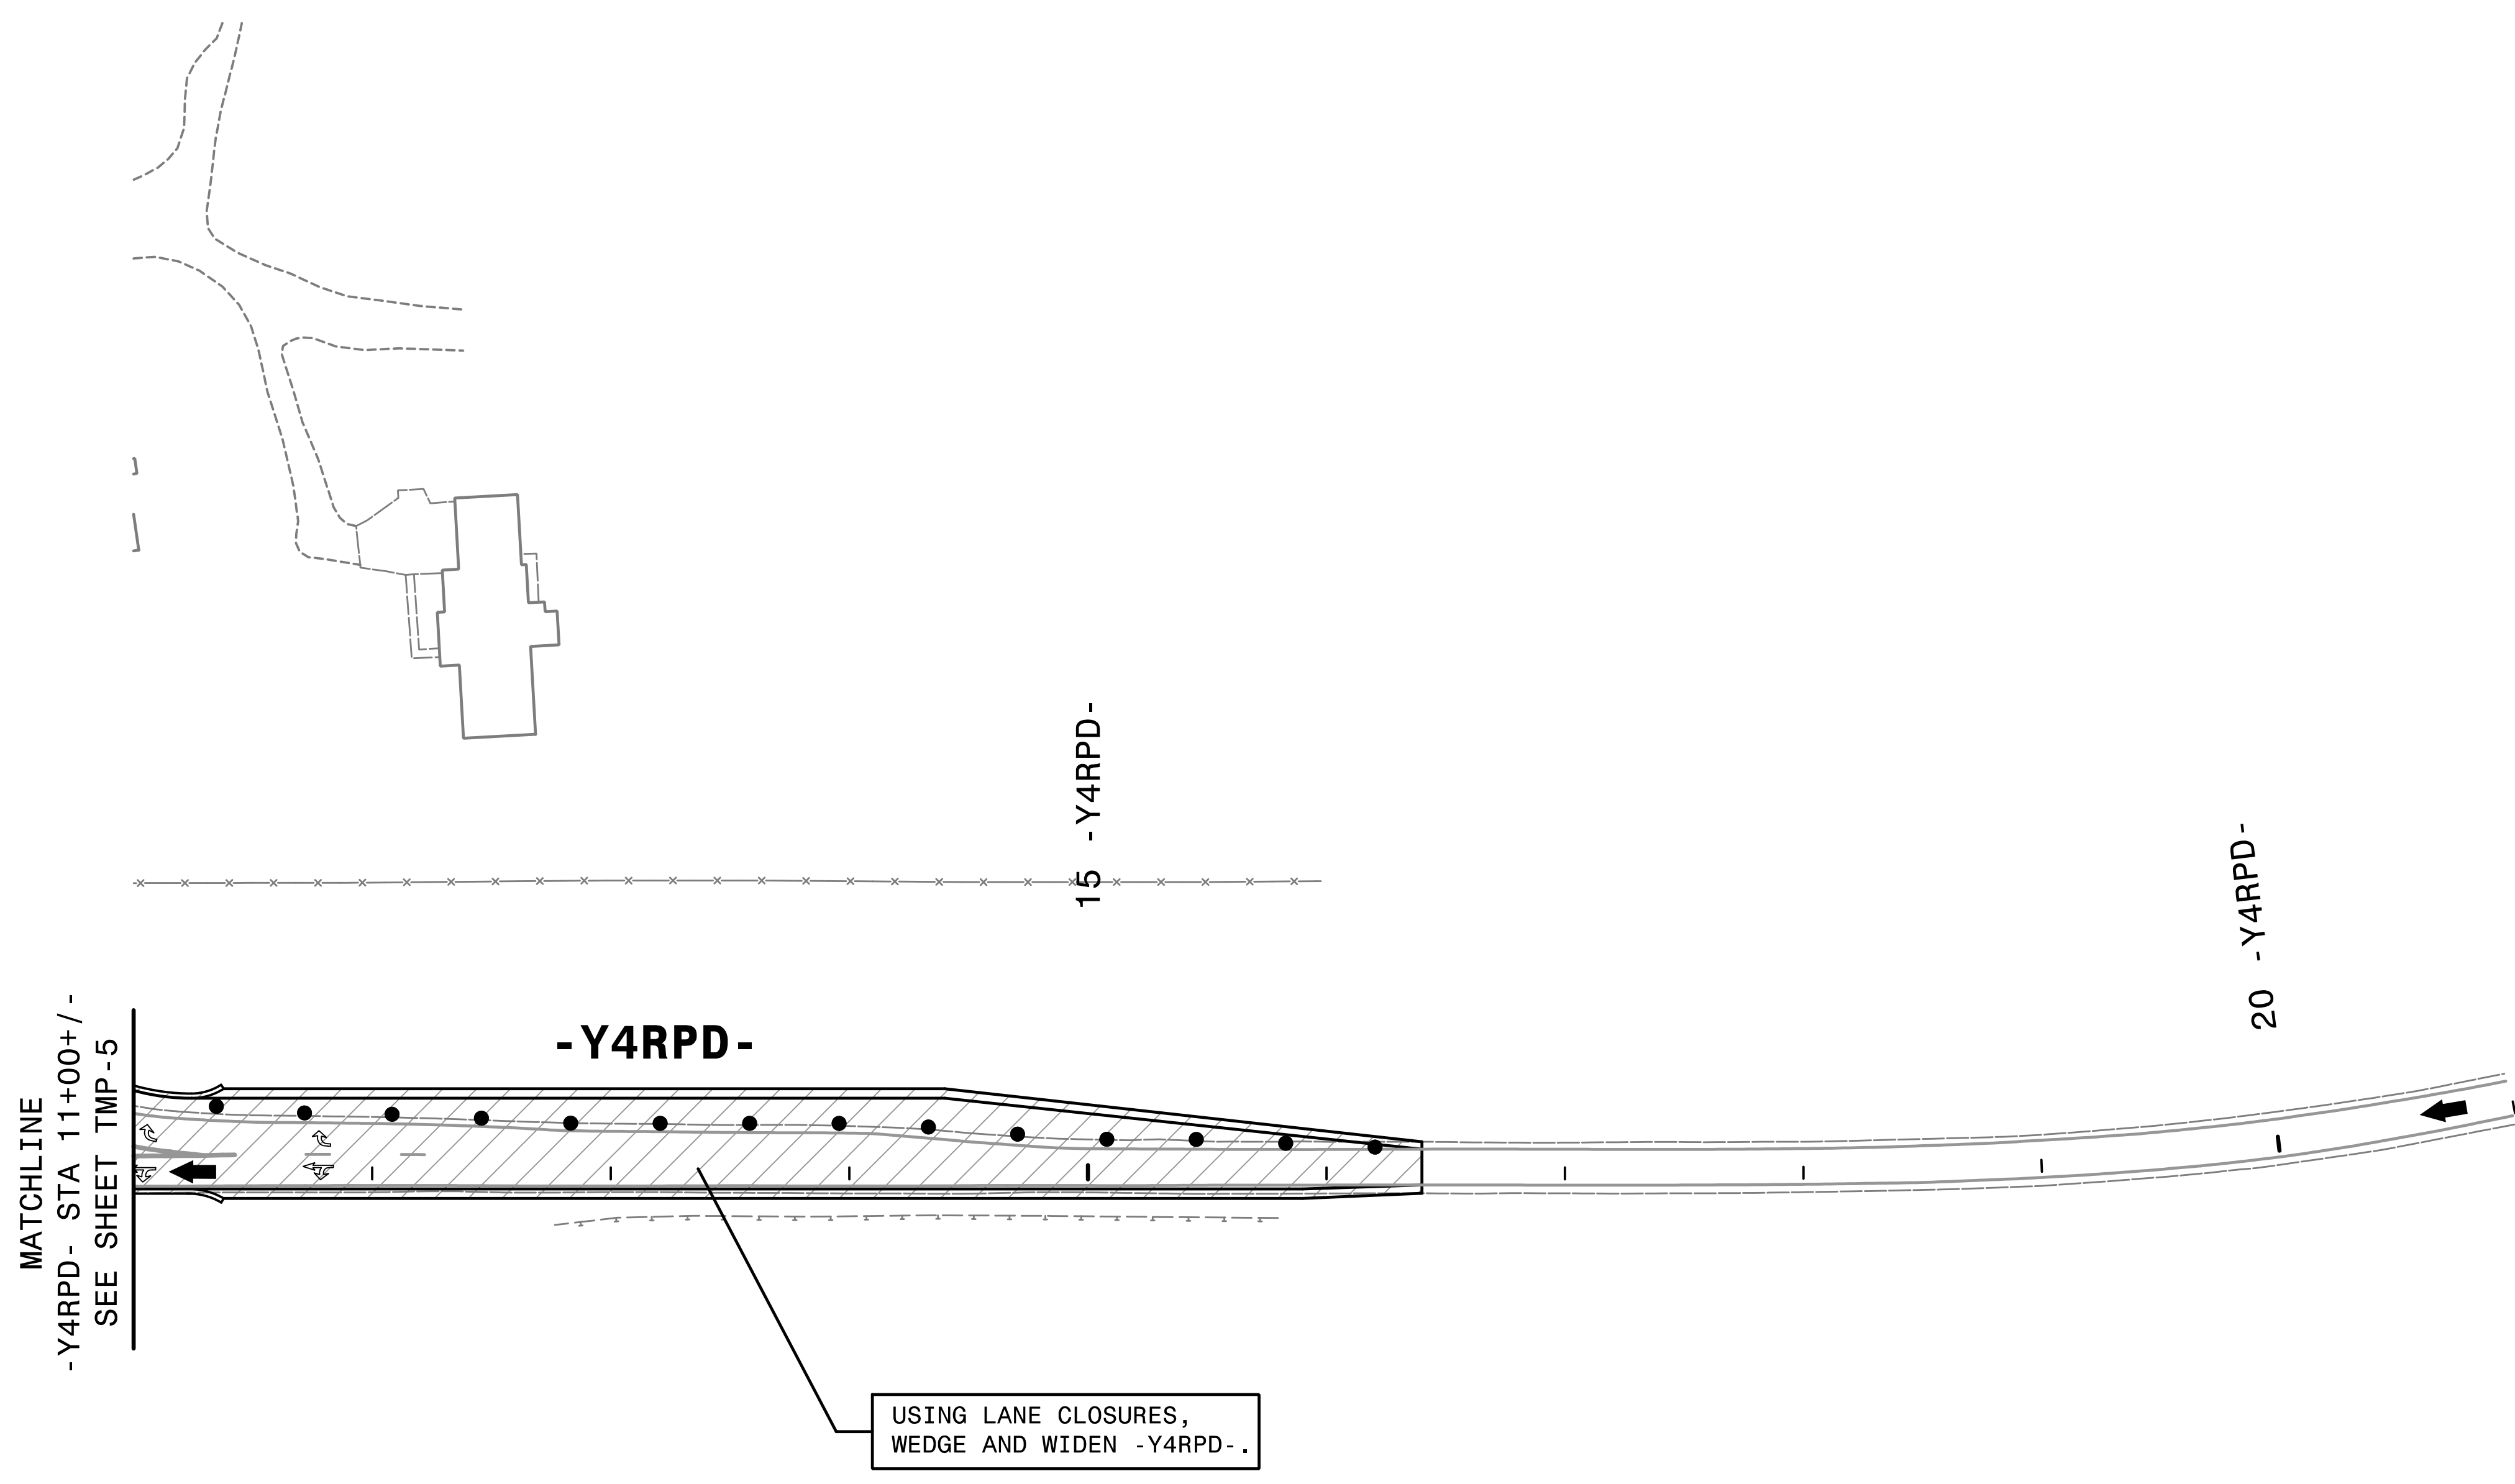 15 -Y4RPD-
20 -Y4RPD-
MATCHLINE
-Y4RPD- STA 11+00+/-
SEE SHEET TMP-5
-Y4RPD-
USING LANE CLOSURES,
WEDGE AND WIDEN -Y4RPD-.